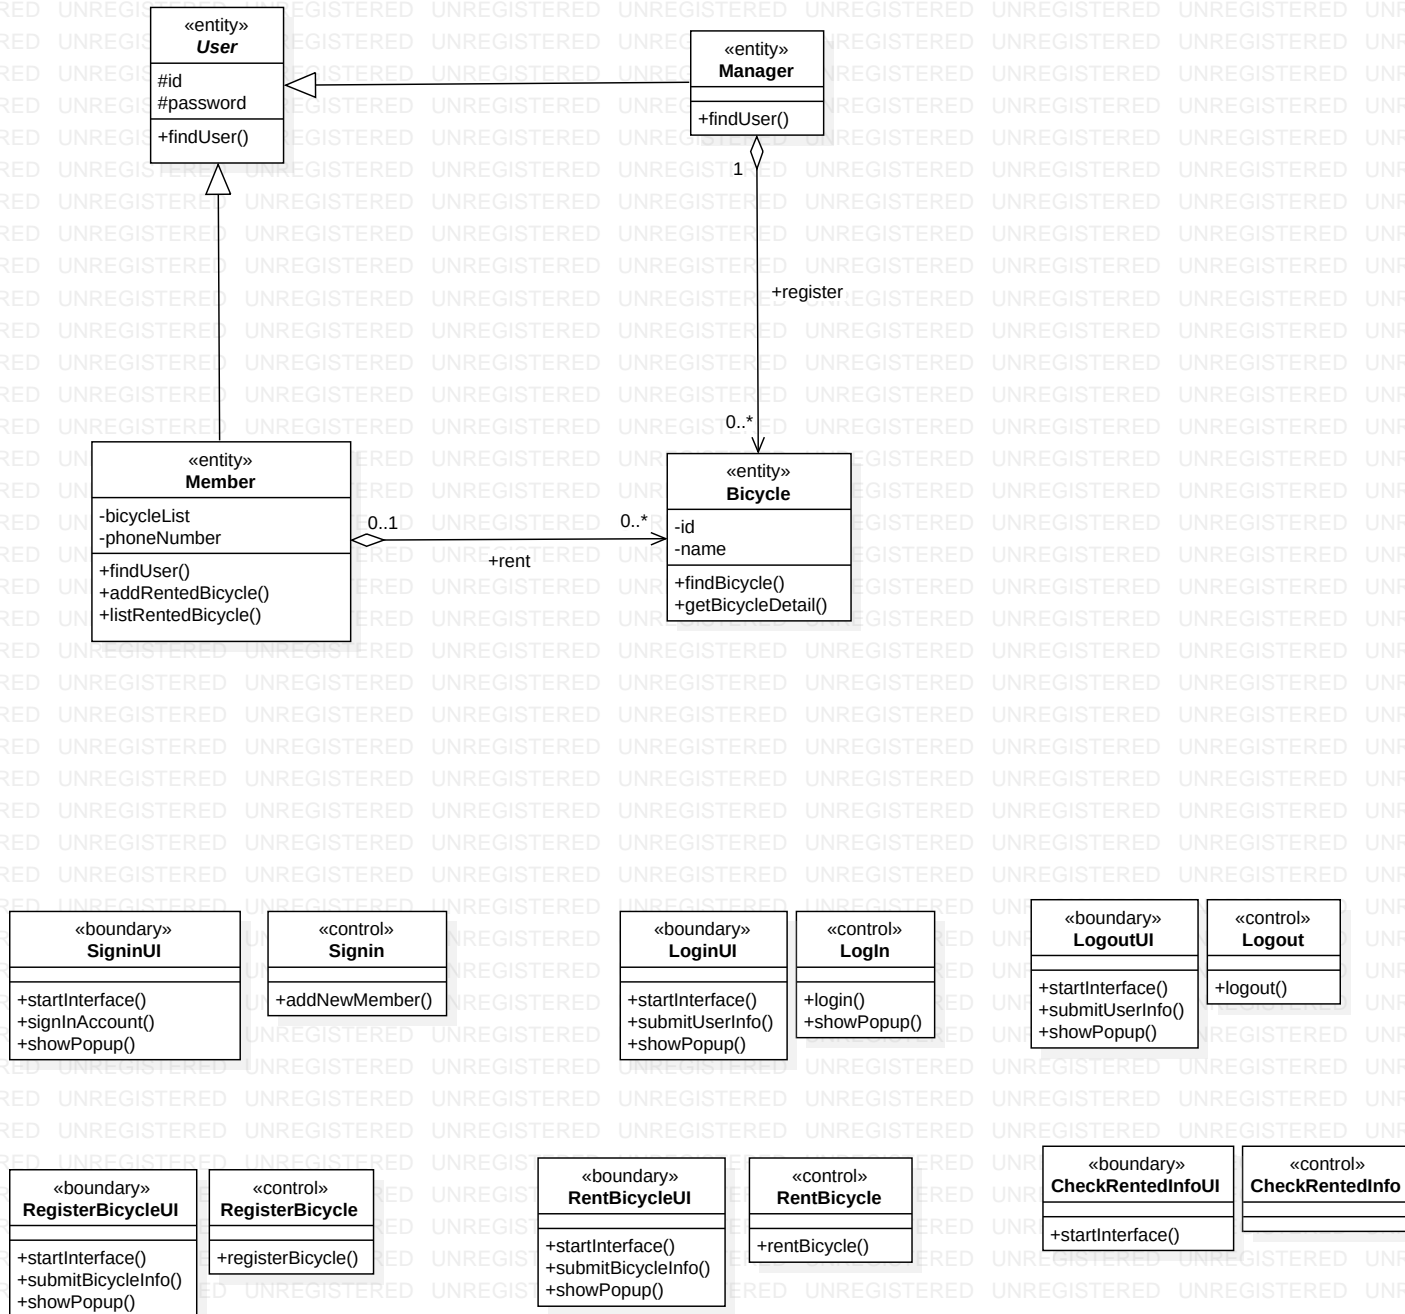 «entity»
User
#id
#password
+findUser()
«entity»
Manager
+findUser()
1
+register
0..*
«entity»
Member
-bicycleList
-phoneNumber
+findUser()
+addRentedBicycle()
+listRentedBicycle()
0..1
0..*
+rent
«entity»
Bicycle
-id
-name
+findBicycle()
+getBicycleDetail()
«boundary»
SigninUI
+startInterface()
+signInAccount()
+showPopup()
«control»
Signin
+addNewMember()
«boundary»
LoginUI
+startInterface()
+submitUserInfo()
+showPopup()
«control»
LogIn
+login()
+showPopup()
«boundary»
LogoutUI
+startInterface()
+submitUserInfo()
+showPopup()
«control»
Logout
+logout()
«boundary»
RegisterBicycleUI
+startInterface()
+submitBicycleInfo()
+showPopup()
«control»
RegisterBicycle
+registerBicycle()
«boundary»
RentBicycleUI
+startInterface()
+submitBicycleInfo()
+showPopup()
«control»
RentBicycle
+rentBicycle()
«boundary»
CheckRentedInfoUI
+startInterface()
«control»
CheckRentedInfo
UNREGISTERED